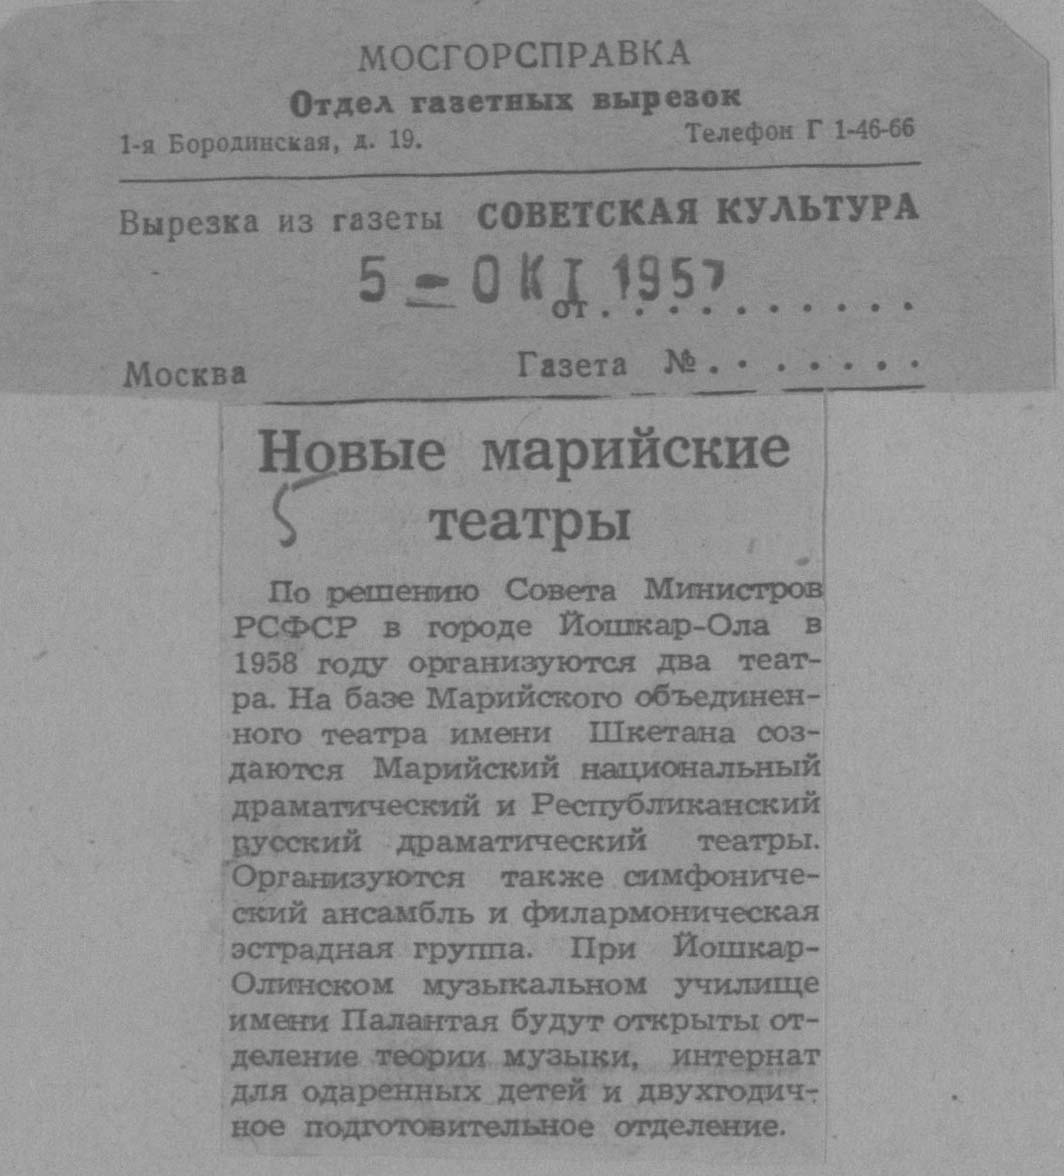 МОСГОРСПРАВКА
Отдел газетных вырезок
1-я Бородинская, д. 19. Телефон Г 1-46-66
Вырезка из газеты СОВЕТСКАЯ КУЛЬТУРА
5 – ОКТ 1957
от . . . . . . . . . .
Москва Газета № . . . . . . .
Новые марийские
театры
По решению Совета Министров
РСФСР в городе Йошкар-Ола в
1958 году организуются два теат-
ра. На базе Марийского объединен-
ного театра имени Шкетана соз-
даются Марийский национальный
драматический и Республиканский
русский драматический театры.
Организуются также симфониче-
ский ансамбль и филармоническая
эстрадная группа. При Йошкар-
Олинском музыкальном училище
имени Палантая будут открыты от-
деление теории музыки, интернат
для одаренных детей и двухгодич-
ное подготовительное отделение.